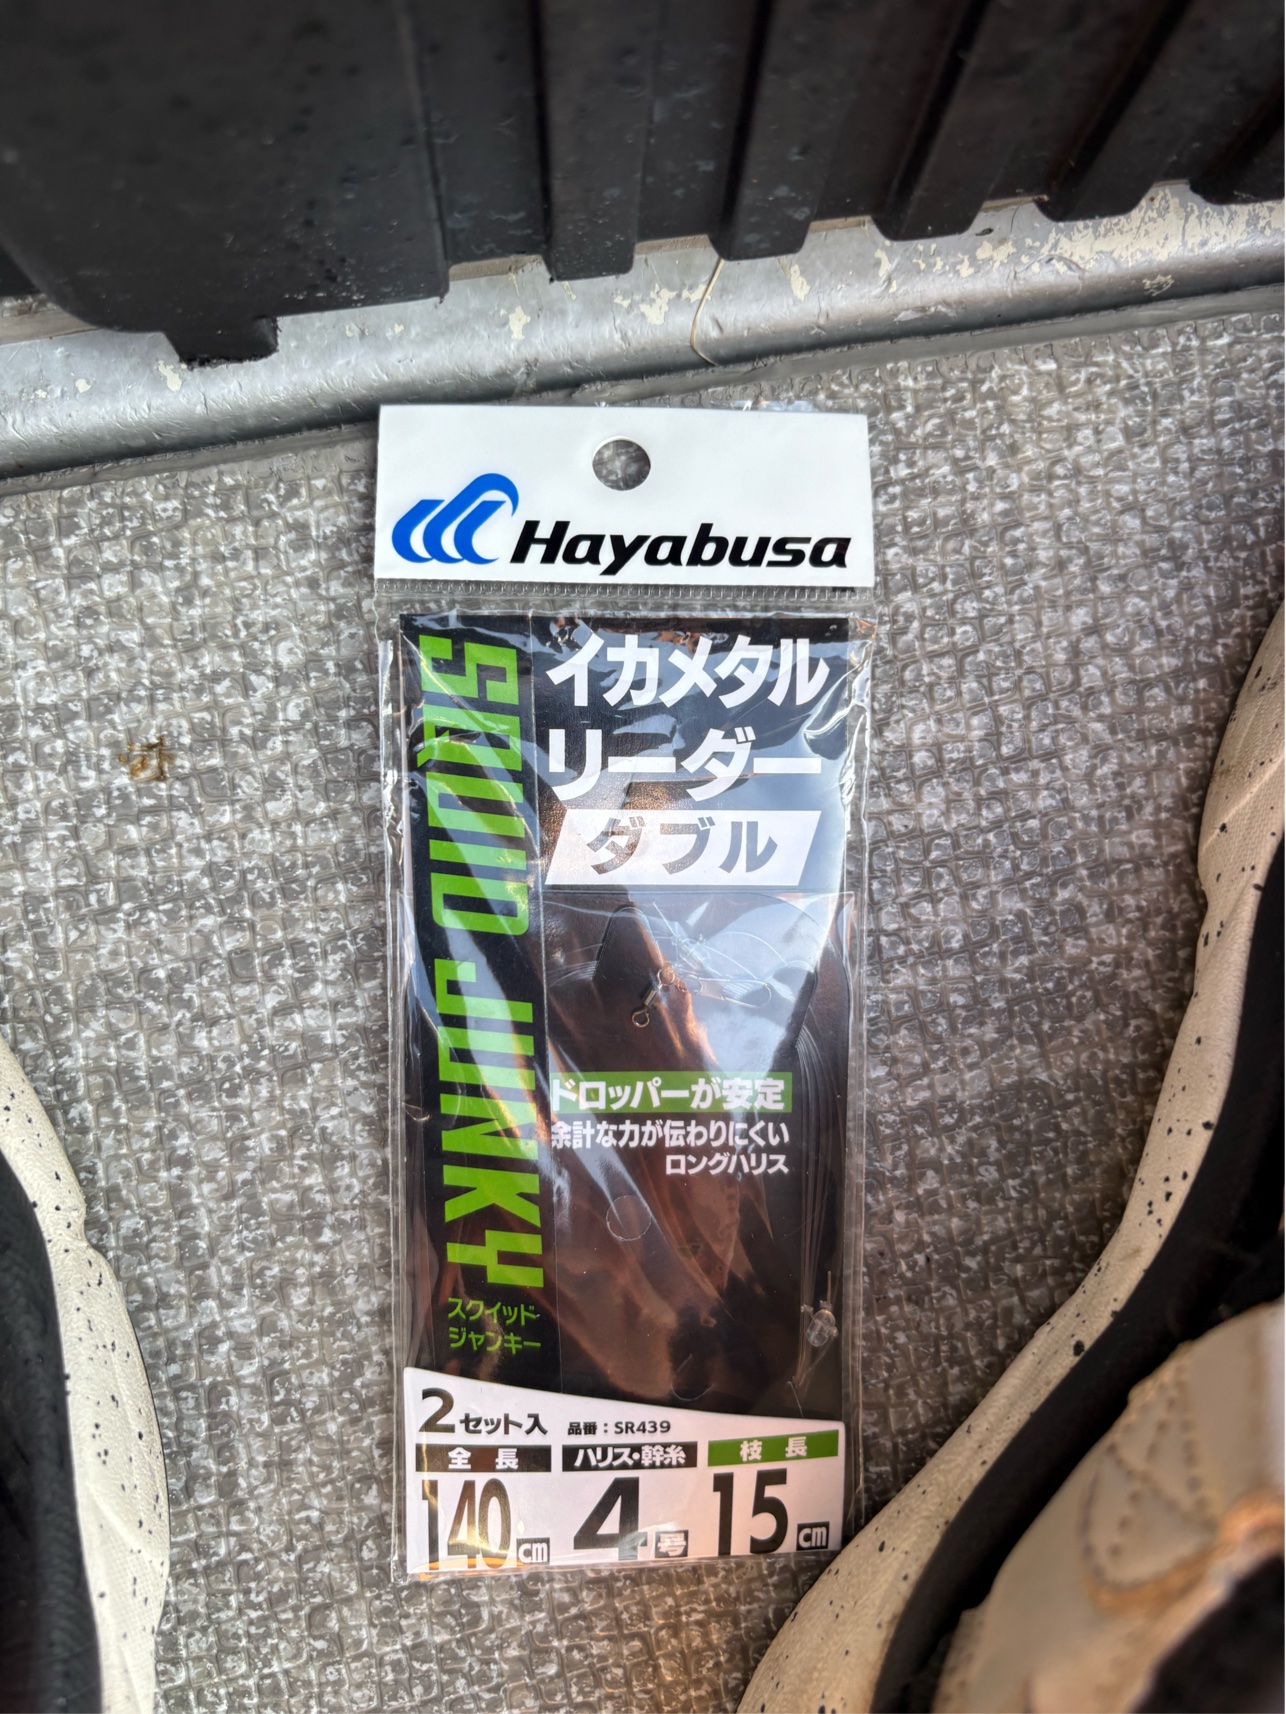 Hayabusa
SQUID JUNKY
スクイッド
ジャンキー
イカメタル
リーダー
ダブル
ドロッパーが安定
余計な力が伝わりにくい
ロングハリス
2セット入 品番：SR439
全長 140cm
ハリス・幹糸 4号
枝長 15cm